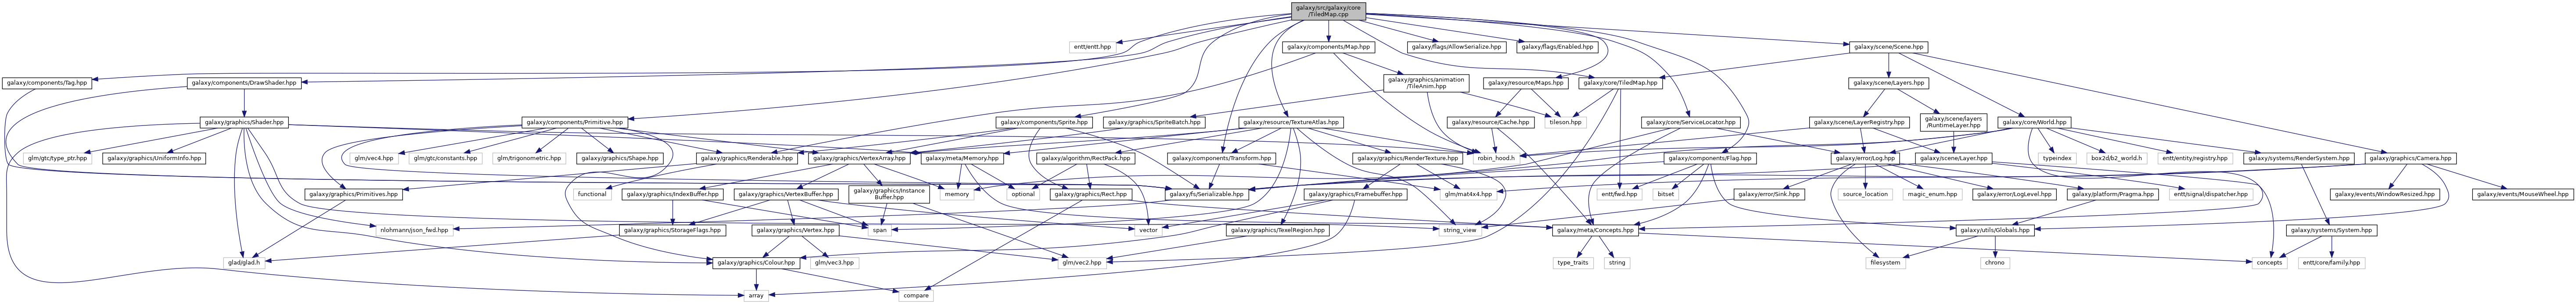 galaxy/src/galaxy/core
/TiledMap.cpp
entt/entt.hpp
galaxy/components/Map.hpp
galaxy/flags/AllowSerialize.hpp
galaxy/flags/Enabled.hpp
galaxy/scene/Scene.hpp
galaxy/components/Tag.hpp
galaxy/components/DrawShader.hpp
galaxy/graphics/animation
/TileAnim.hpp
galaxy/resource/Maps.hpp
galaxy/core/TiledMap.hpp
galaxy/scene/Layers.hpp
galaxy/graphics/Shader.hpp
galaxy/components/Primitive.hpp
galaxy/components/Sprite.hpp
galaxy/graphics/SpriteBatch.hpp
galaxy/resource/TextureAtlas.hpp
galaxy/resource/Cache.hpp
tileson.hpp
galaxy/core/ServiceLocator.hpp
galaxy/scene/LayerRegistry.hpp
galaxy/scene/layers
/RuntimeLayer.hpp
galaxy/core/World.hpp
glm/gtc/type_ptr.hpp
galaxy/graphics/UniformInfo.hpp
glm/vec4.hpp
glm/gtc/constants.hpp
glm/trigonometric.hpp
galaxy/graphics/Shape.hpp
galaxy/graphics/Renderable.hpp
galaxy/graphics/VertexArray.hpp
galaxy/meta/Memory.hpp
galaxy/algorithm/RectPack.hpp
galaxy/components/Transform.hpp
galaxy/graphics/RenderTexture.hpp
robin_hood.h
galaxy/components/Flag.hpp
galaxy/error/Log.hpp
galaxy/scene/Layer.hpp
typeindex
box2d/b2_world.h
entt/entity/registry.hpp
galaxy/systems/RenderSystem.hpp
galaxy/graphics/Camera.hpp
galaxy/graphics/Primitives.hpp
functional
galaxy/graphics/IndexBuffer.hpp
galaxy/graphics/VertexBuffer.hpp
galaxy/graphics/Instance
Buffer.hpp
memory
optional
galaxy/graphics/Rect.hpp
galaxy/fs/Serializable.hpp
galaxy/graphics/Framebuffer.hpp
glm/mat4x4.hpp
entt/fwd.hpp
bitset
galaxy/error/Sink.hpp
source_location
magic_enum.hpp
galaxy/error/LogLevel.hpp
galaxy/platform/Pragma.hpp
entt/signal/dispatcher.hpp
galaxy/events/WindowResized.hpp
galaxy/events/MouseWheel.hpp
nlohmann/json_fwd.hpp
galaxy/graphics/StorageFlags.hpp
galaxy/graphics/Vertex.hpp
span
vector
galaxy/graphics/TexelRegion.hpp
string_view
galaxy/meta/Concepts.hpp
galaxy/utils/Globals.hpp
galaxy/systems/System.hpp
glad/glad.h
galaxy/graphics/Colour.hpp
glm/vec3.hpp
glm/vec2.hpp
type_traits
string
filesystem
chrono
concepts
entt/core/family.hpp
array
compare